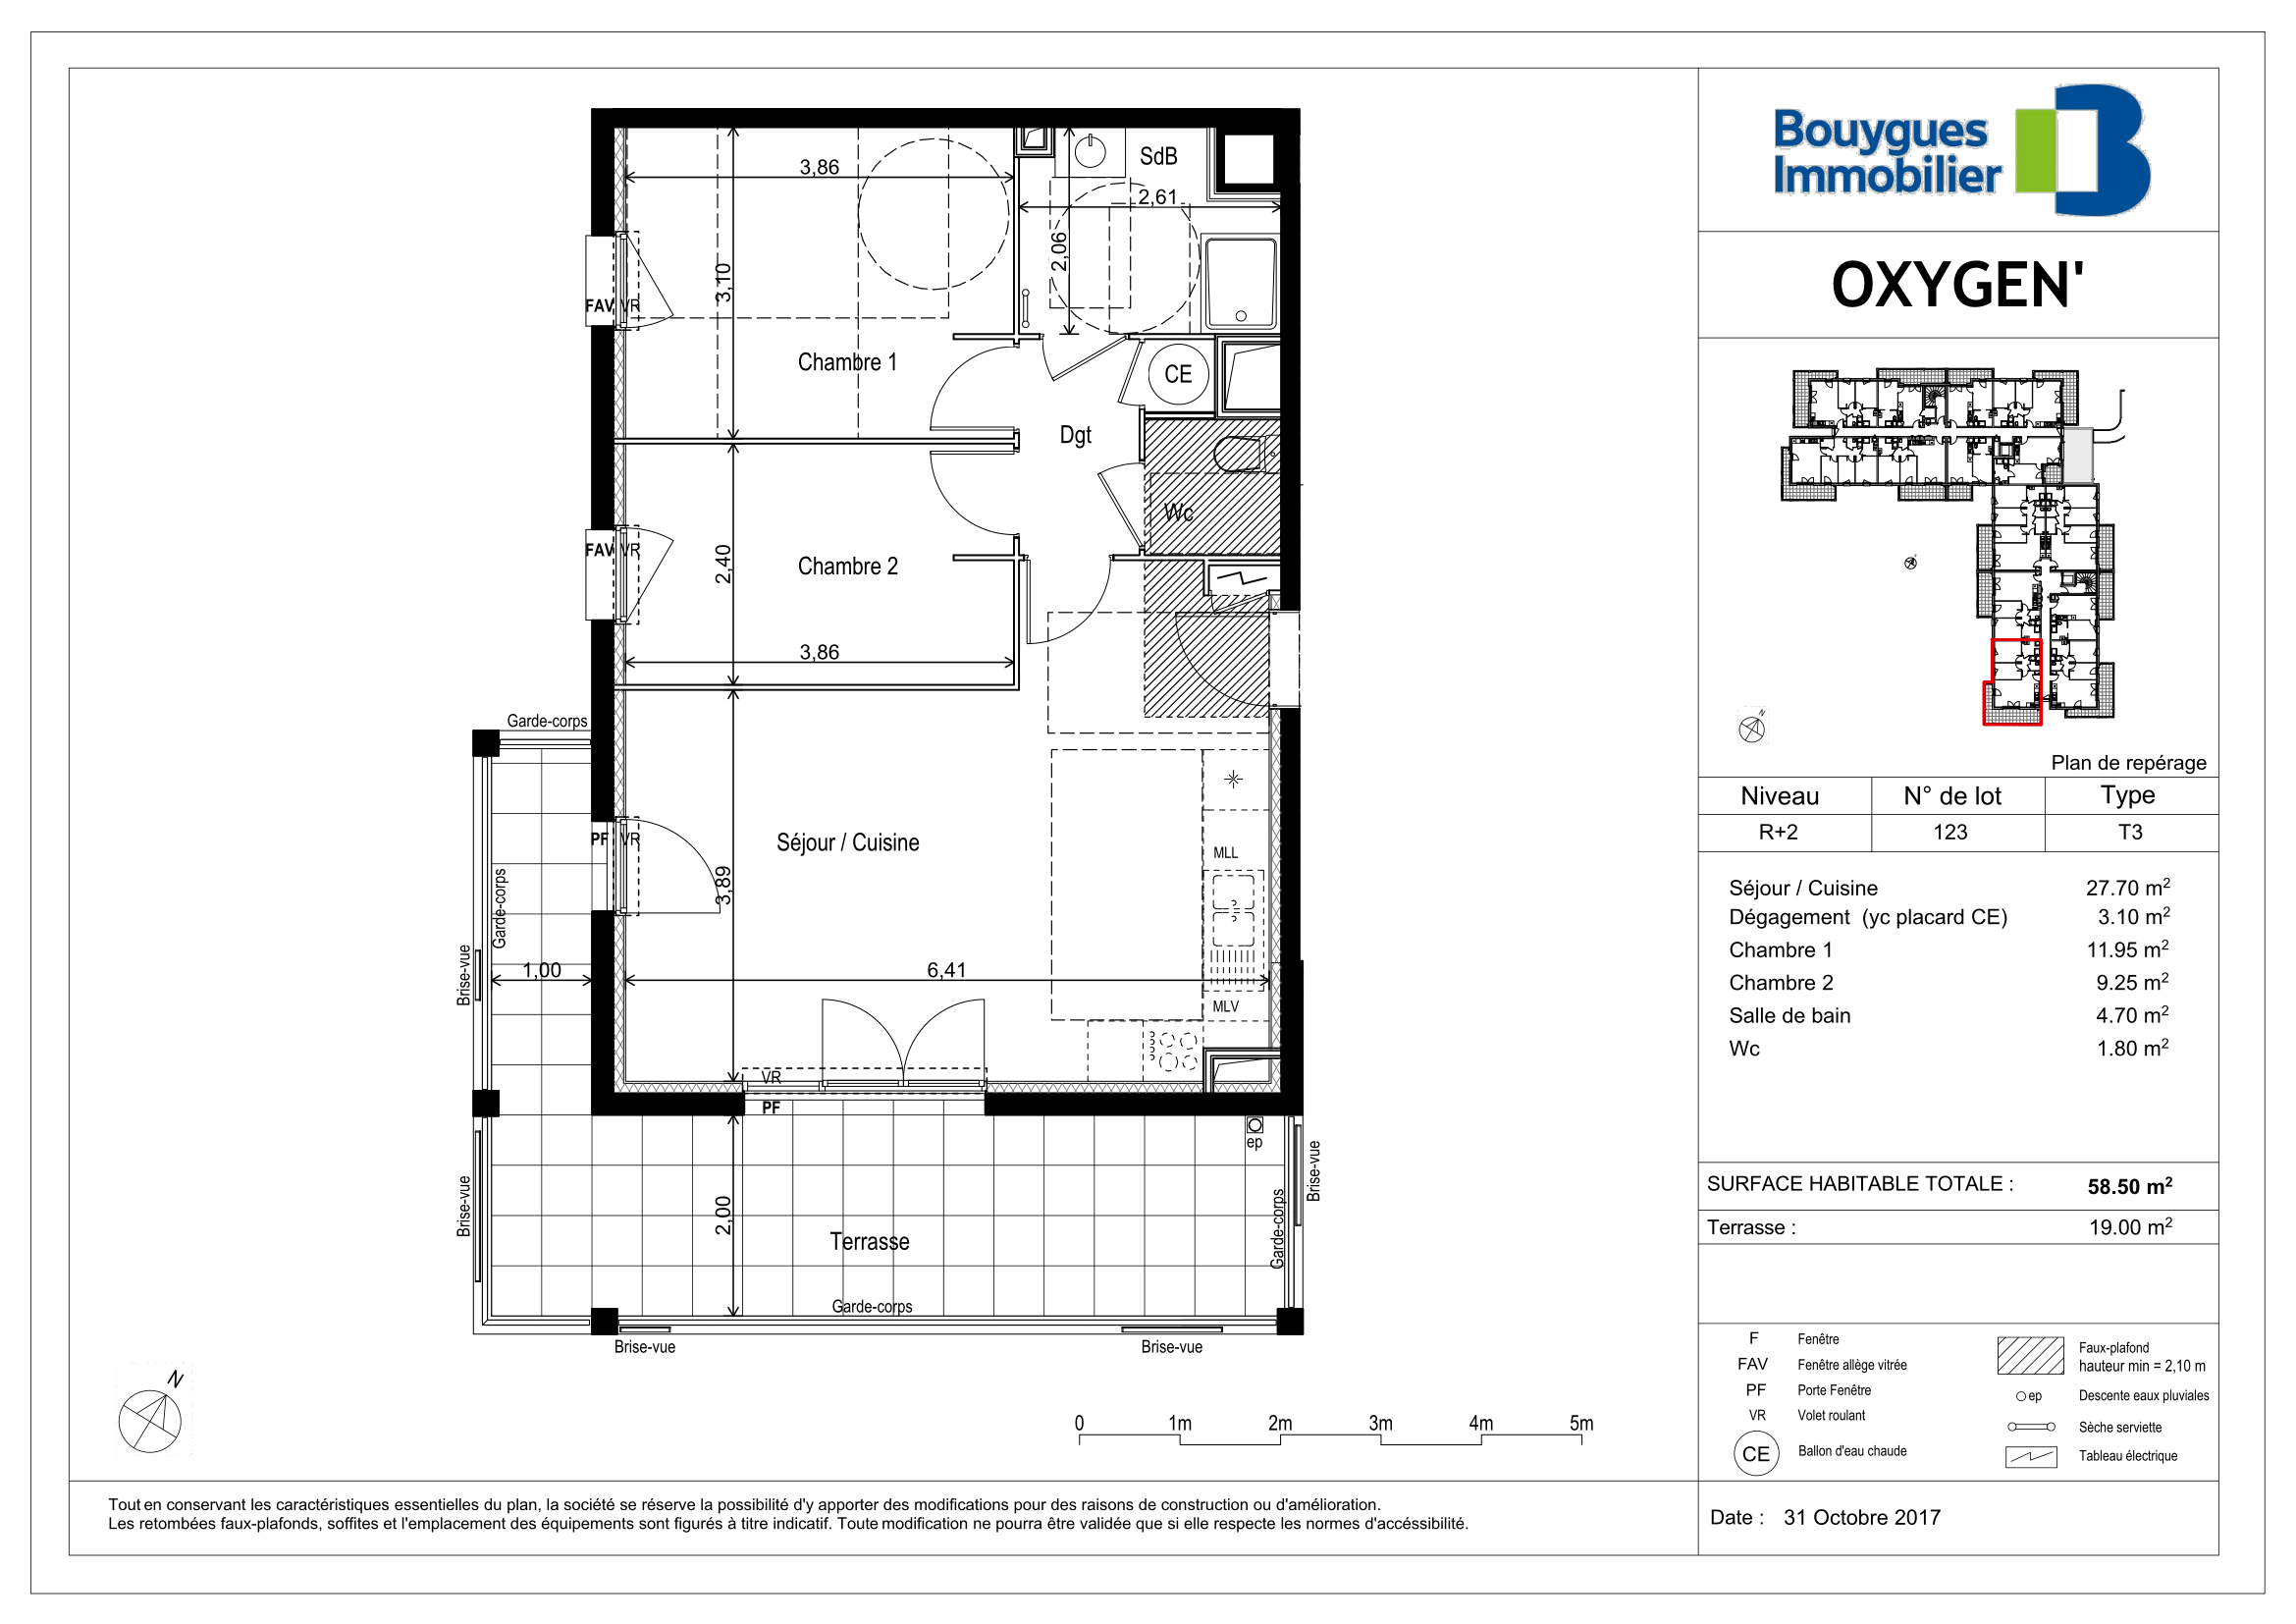 3,86
SdB
2,61
2,06
3,10
FAV VR
Chambre 1
CE
Dgt
Wc
FAV VR
2,40
Chambre 2
3,86
Garde-corps
PF VR
Séjour / Cuisine
MLL
3,89
Garde-corps
Brise-vue
1,00
6,41
MLV
VR
PF
ep
Brise-vue
Brise-vue
2,00
Terrasse
Garde-corps
Garde-corps
Brise-vue
Brise-vue
N
0 1m 2m 3m 4m 5m
Bouygues
Immobilier
OXYGEN'
N
Plan de repérage
Niveau N° de lot Type
R+2 123 T3
Séjour / Cuisine 27.70 m²
Dégagement (yc placard CE) 3.10 m²
Chambre 1 11.95 m²
Chambre 2 9.25 m²
Salle de bain 4.70 m²
Wc 1.80 m²
SURFACE HABITABLE TOTALE : 58.50 m²
Terrasse : 19.00 m²
F Fenêtre
FAV Fenêtre allège vitrée
PF Porte Fenêtre
VR Volet roulant
CE Ballon d'eau chaude
Faux-plafond
hauteur min = 2,10 m
ep Descente eaux pluviales
Sèche serviette
Tableau électrique
Tout en conservant les caractéristiques essentielles du plan, la société se réserve la possibilité d'y apporter des modifications pour des raisons de construction ou d'amélioration.
Les retombées faux-plafonds, soffites et l'emplacement des équipements sont figurés à titre indicatif. Toute modification ne pourra être validée que si elle respecte les normes d'accéssibilité.
Date : 31 Octobre 2017